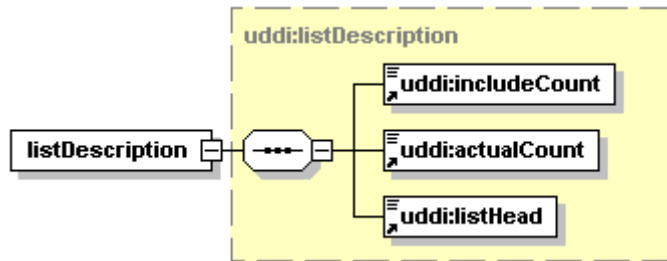 uddi:listDescription
uddi:includeCount
listDescription
uddi:actualCount
uddi:listHead